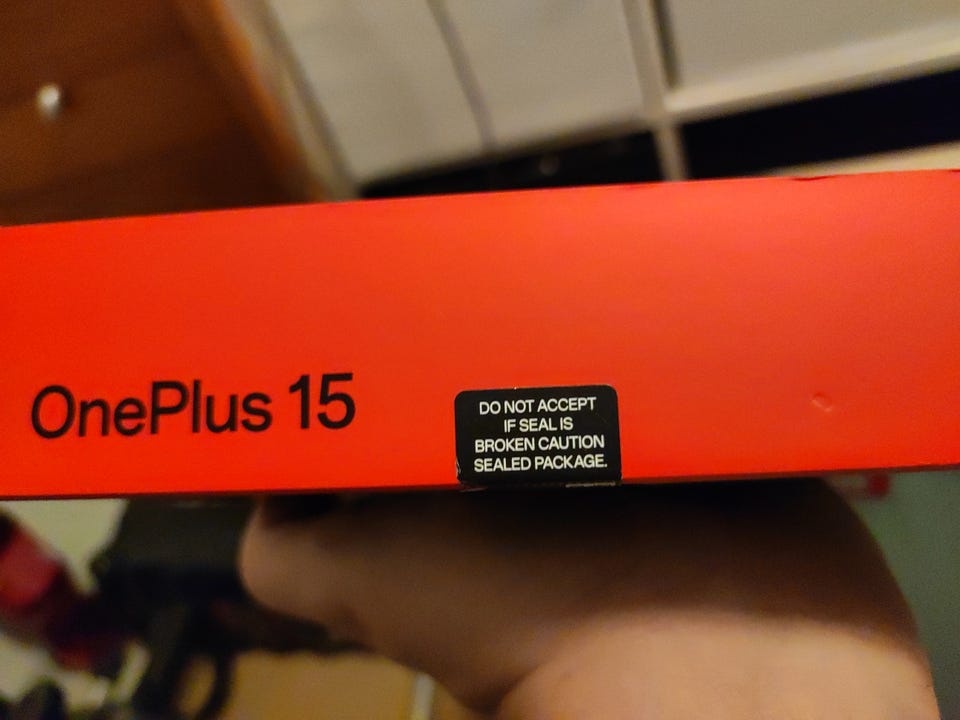 OnePlus 15
DO NOT ACCEPT
IF SEAL IS
BROKEN CAUTION
SEALED PACKAGE.